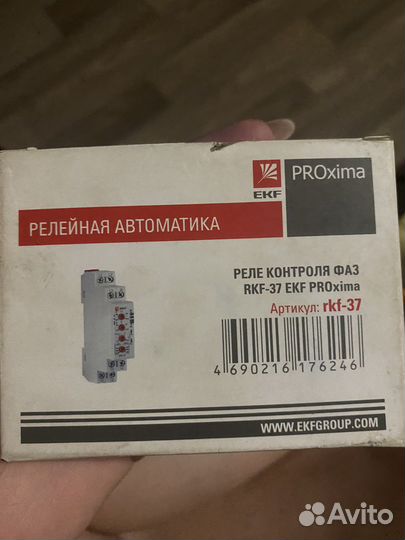 EKF
PROxima
РЕЛЕЙНАЯ АВТОМАТИКА
РЕЛЕ КОНТРОЛЯ ФАЗ
RKF-37 EKF PROxima
Артикул: rkf-37
4 690216 176246
WWW.EKFGROUP.COM
Avito